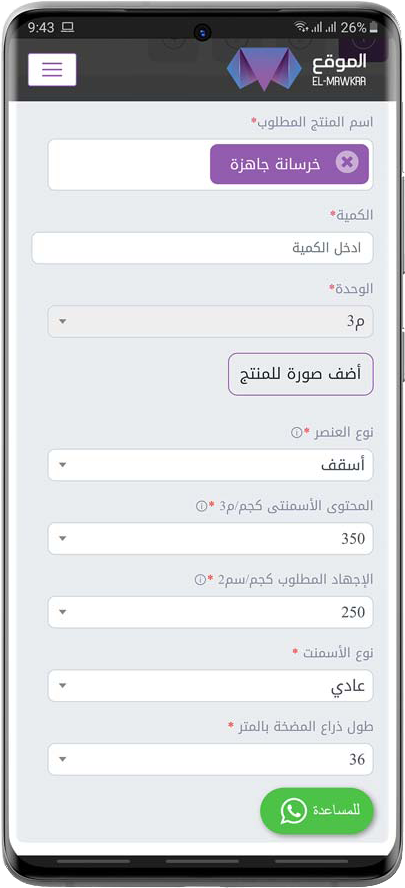 9:43 26%
الموقع
EL-MAWKAA
اسم المنتج المطلوب*
خرسانة جاهزة
الكمية*
ادخل الكمية
الوحدة*
م3
أضف صورة للمنتج
نوع العنصر *
أسقف
المحتوى الأسمنتى كجم/م3 *
350
الإجهاد المطلوب كجم/سم2 *
250
نوع الأسمنت *
عادي
طول ذراع المضخة بالمتر *
36
للمساعدة